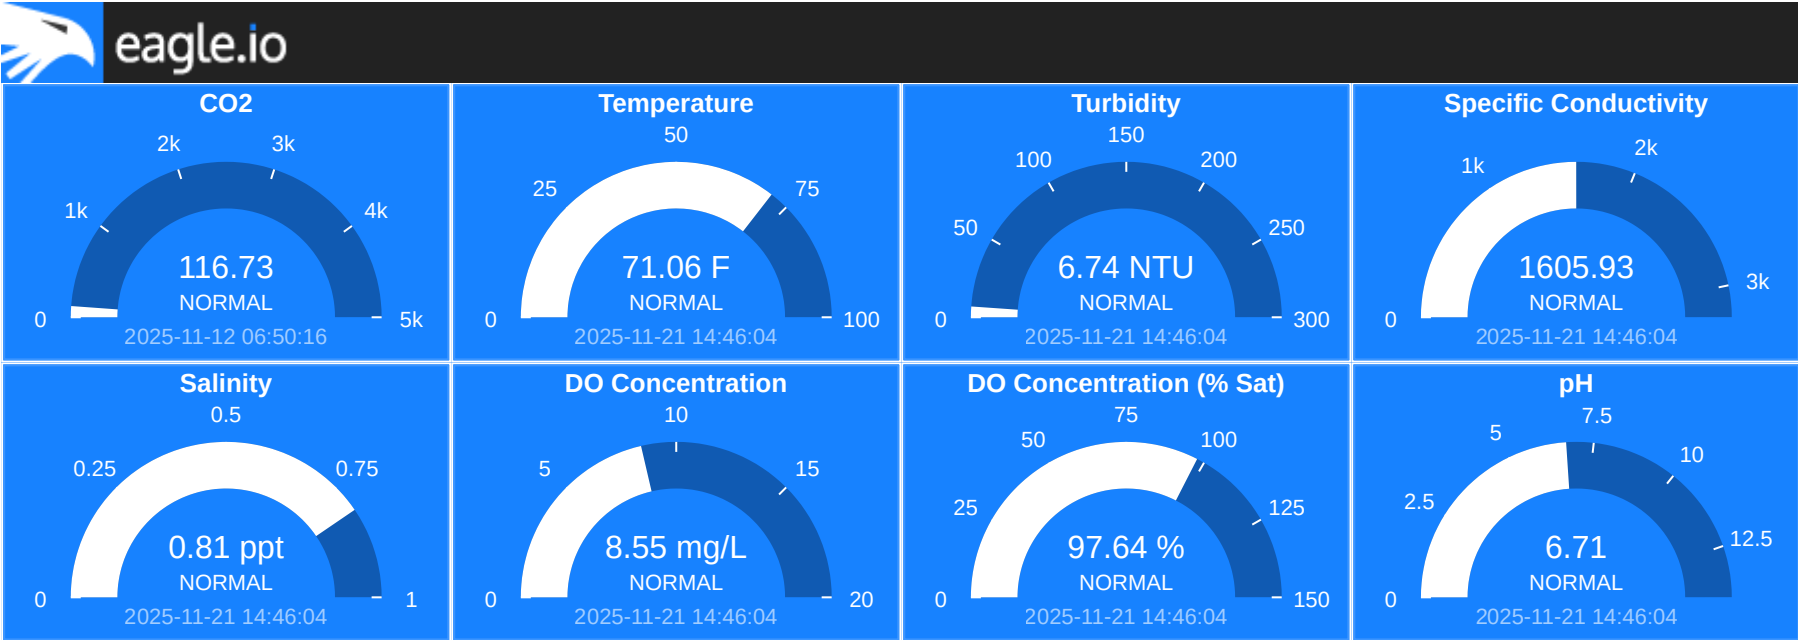 eagle.io
CO2
2k 3k
1k 4k
116.73
NORMAL
0 5k
2025-11-12 06:50:16
Temperature
50
25 75
71.06 F
NORMAL
0 100
2025-11-21 14:46:04
Turbidity
150
100 200
50 250
6.74 NTU
NORMAL
0 300
2025-11-21 14:46:04
Specific Conductivity
2k
1k
1605.93
3k
NORMAL
0
2025-11-21 14:46:04
Salinity
0.5
0.25 0.75
0.81 ppt
NORMAL
0 1
2025-11-21 14:46:04
DO Concentration
10
5 15
8.55 mg/L
NORMAL
0 20
2025-11-21 14:46:04
DO Concentration (% Sat)
75
50 100
25 125
97.64 %
NORMAL
0 150
2025-11-21 14:46:04
pH
7.5
5 10
2.5 12.5
6.71
NORMAL
0
2025-11-21 14:46:04